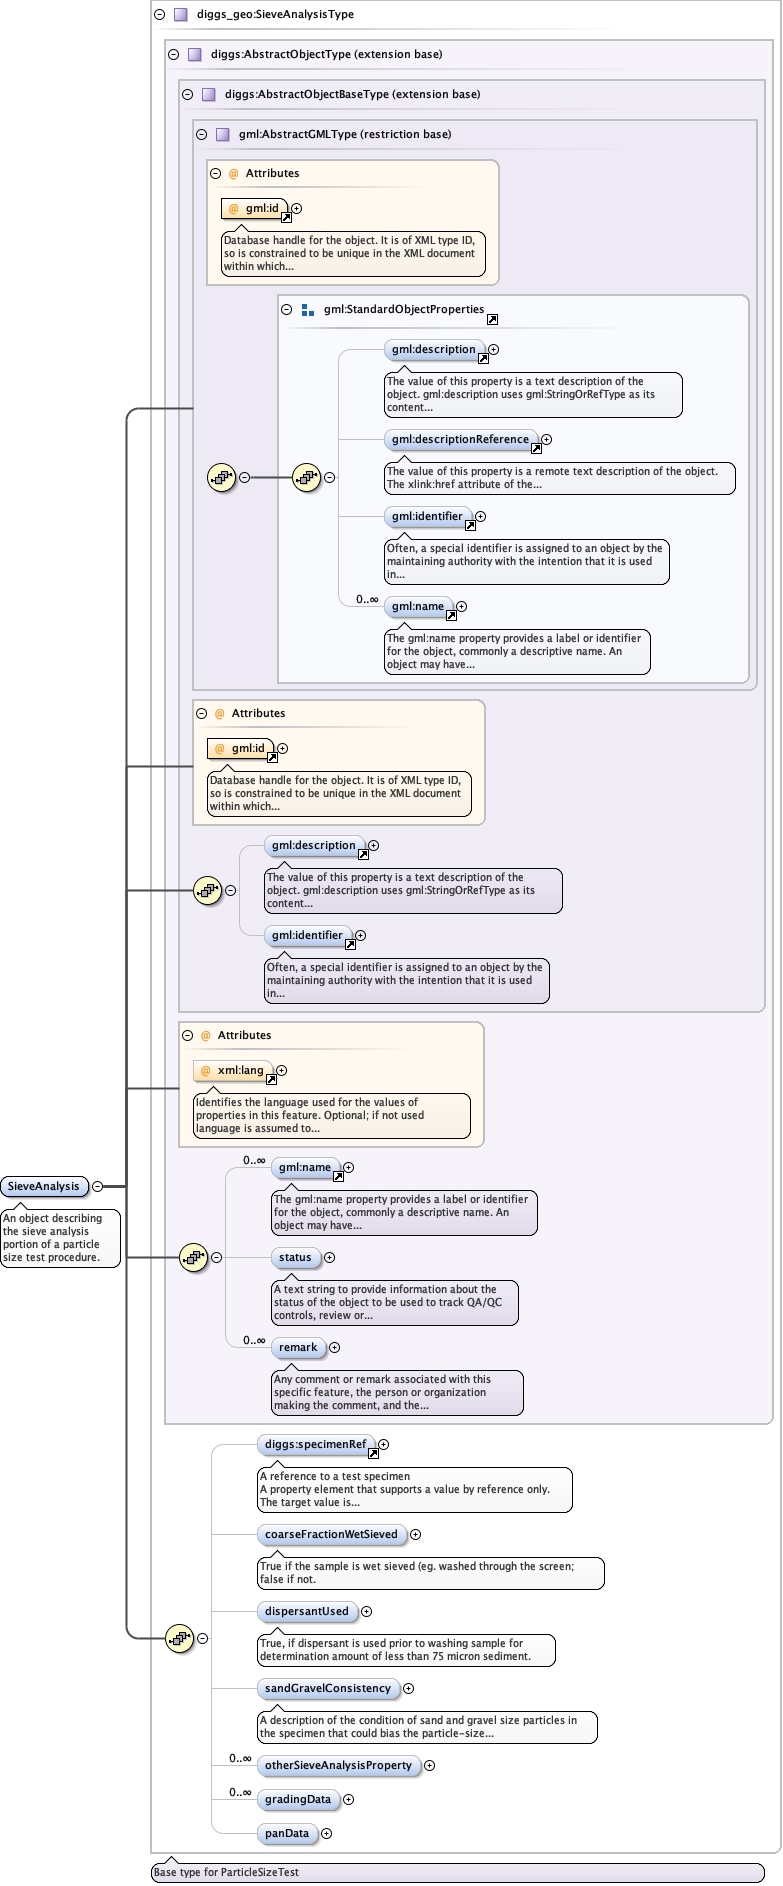 diggs_geo:SieveAnalysisType
diggs:AbstractObjectType (extension base)
diggs:AbstractObjectBaseType (extension base)
gml:AbstractGMLType (restriction base)
@ Attributes
@ gml:id
Database handle for the object. It is of XML type ID,
so is constrained to be unique in the XML document
within which...
gml:StandardObjectProperties
gml:description
The value of this property is a text description of the
object. gml:description uses gml:StringOrRefType as its
content...
gml:descriptionReference
The value of this property is a remote text description of the object.
The xlink:href attribute of the...
gml:identifier
Often, a special identifier is assigned to an object by the
maintaining authority with the intention that it is used
in...
0..∞
gml:name
The gml:name property provides a label or identifier
for the object, commonly a descriptive name. An
object may have...
@ Attributes
@ gml:id
Database handle for the object. It is of XML type ID,
so is constrained to be unique in the XML document
within which...
gml:description
The value of this property is a text description of the
object. gml:description uses gml:StringOrRefType as its
content...
gml:identifier
Often, a special identifier is assigned to an object by the
maintaining authority with the intention that it is used
in...
@ Attributes
@ xml:lang
Identifies the language used for the values of
properties in this feature. Optional; if not used
language is assumed to...
SieveAnalysis
An object describing
the sieve analysis
portion of a particle
size test procedure.
0..∞
gml:name
The gml:name property provides a label or identifier
for the object, commonly a descriptive name. An
object may have...
status
A text string to provide information about the
status of the object to be used to track QA/QC
controls, review or...
0..∞
remark
Any comment or remark associated with this
specific feature, the person or organization
making the comment, and the...
diggs:specimenRef
A reference to a test specimen
A property element that supports a value by reference only.
The target value is...
coarseFractionWetSieved
True if the sample is wet sieved (eg. washed through the screen;
false if not.
dispersantUsed
True, if dispersant is used prior to washing sample for
determination amount of less than 75 micron sediment.
sandGravelConsistency
A description of the condition of sand and gravel size particles in
the specimen that could bias the particle-size...
0..∞
otherSieveAnalysisProperty
0..∞
gradingData
panData
Base type for ParticleSizeTest